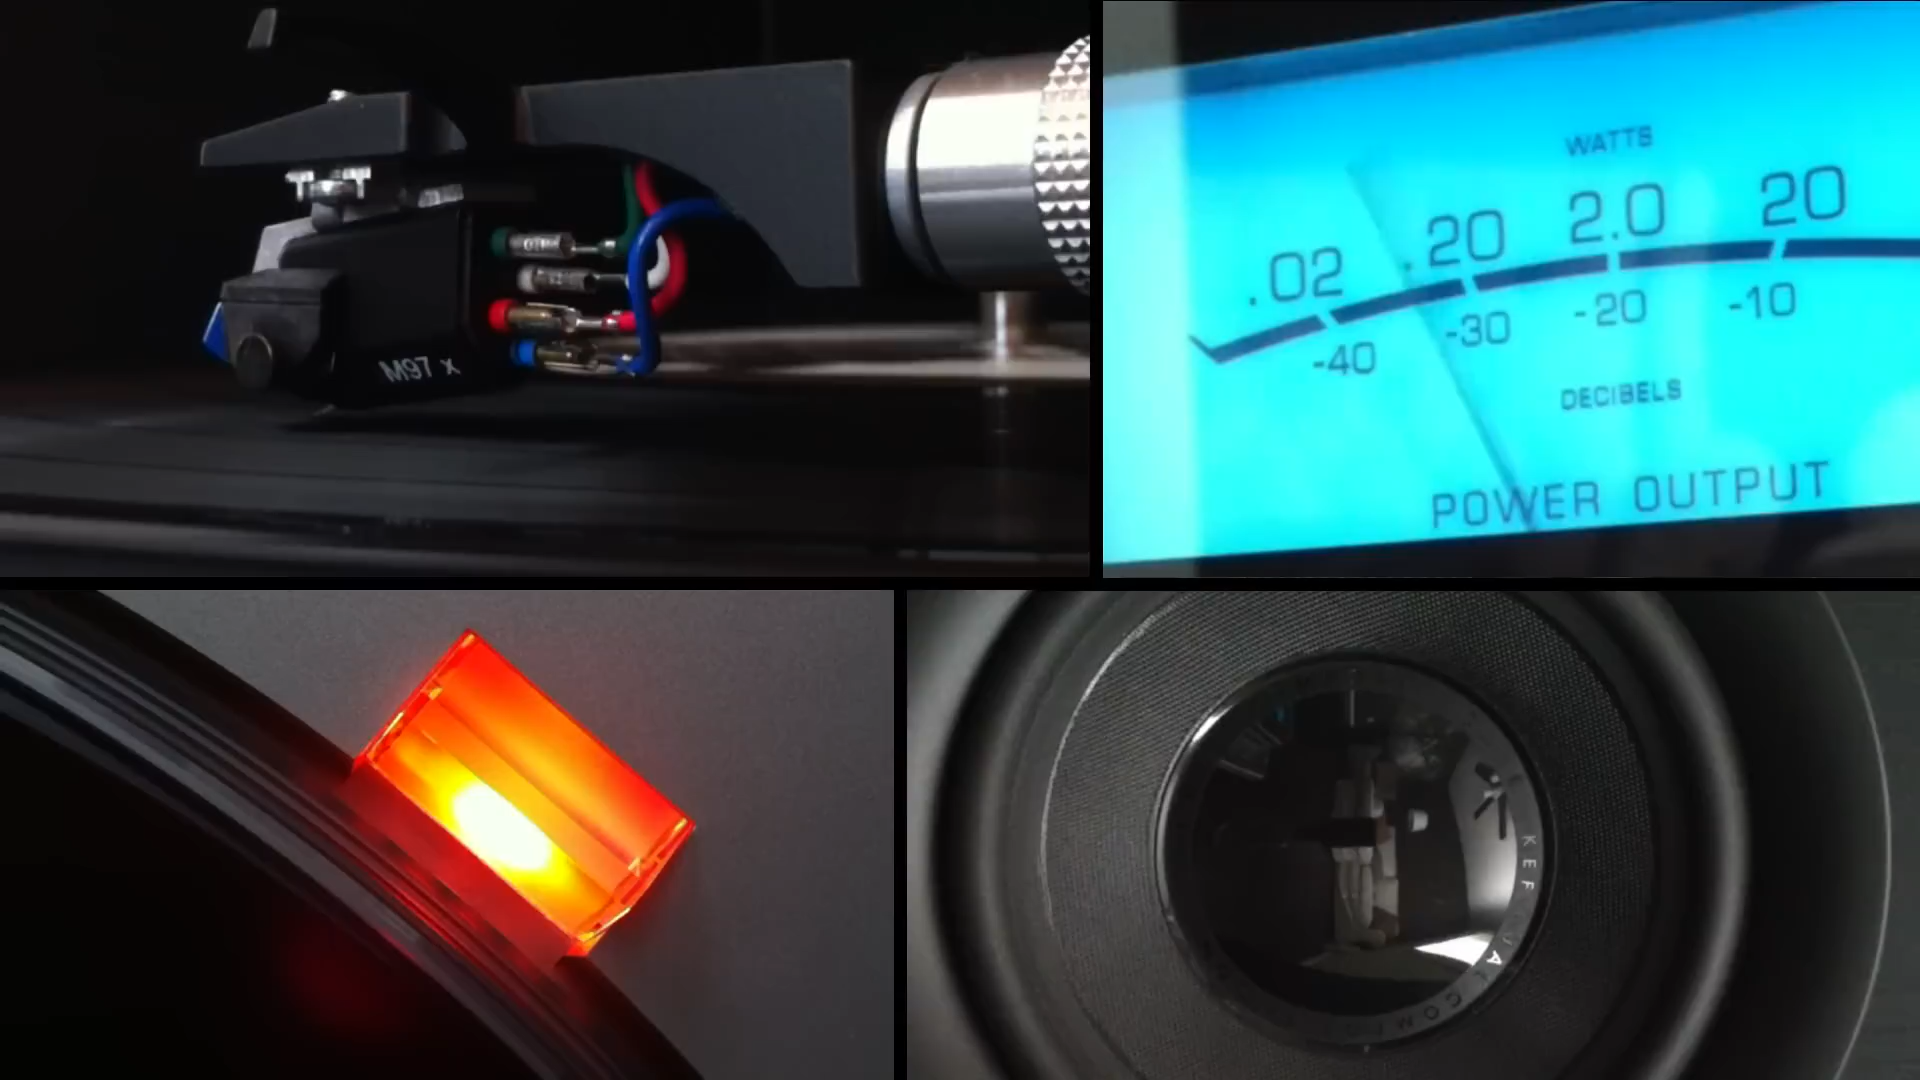 M97 x
WATTS
.02 .20 2.0 20
-40 -30 -20 -10
DECIBELS
POWER OUTPUT
KEF